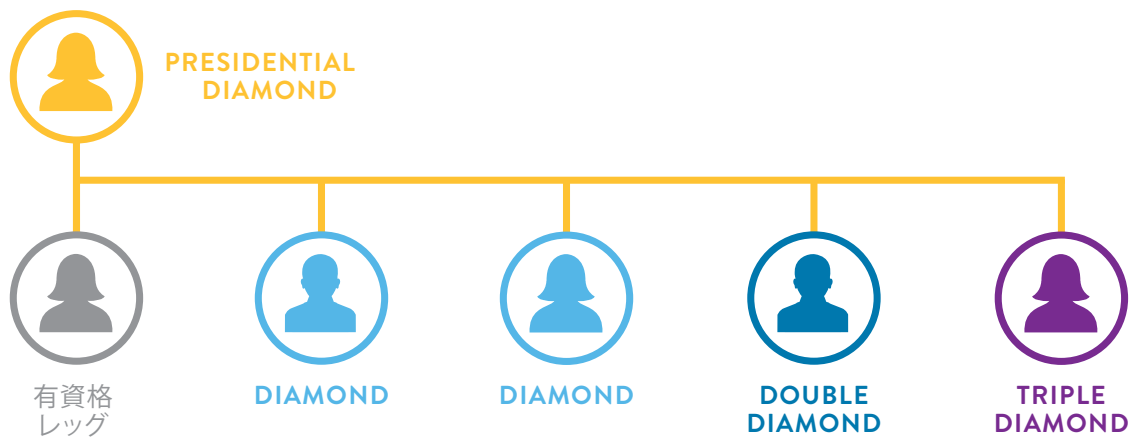 PRESIDENTIAL
DIAMOND
有資格
レッグ
DIAMOND
DIAMOND
DOUBLE
DIAMOND
TRIPLE
DIAMOND